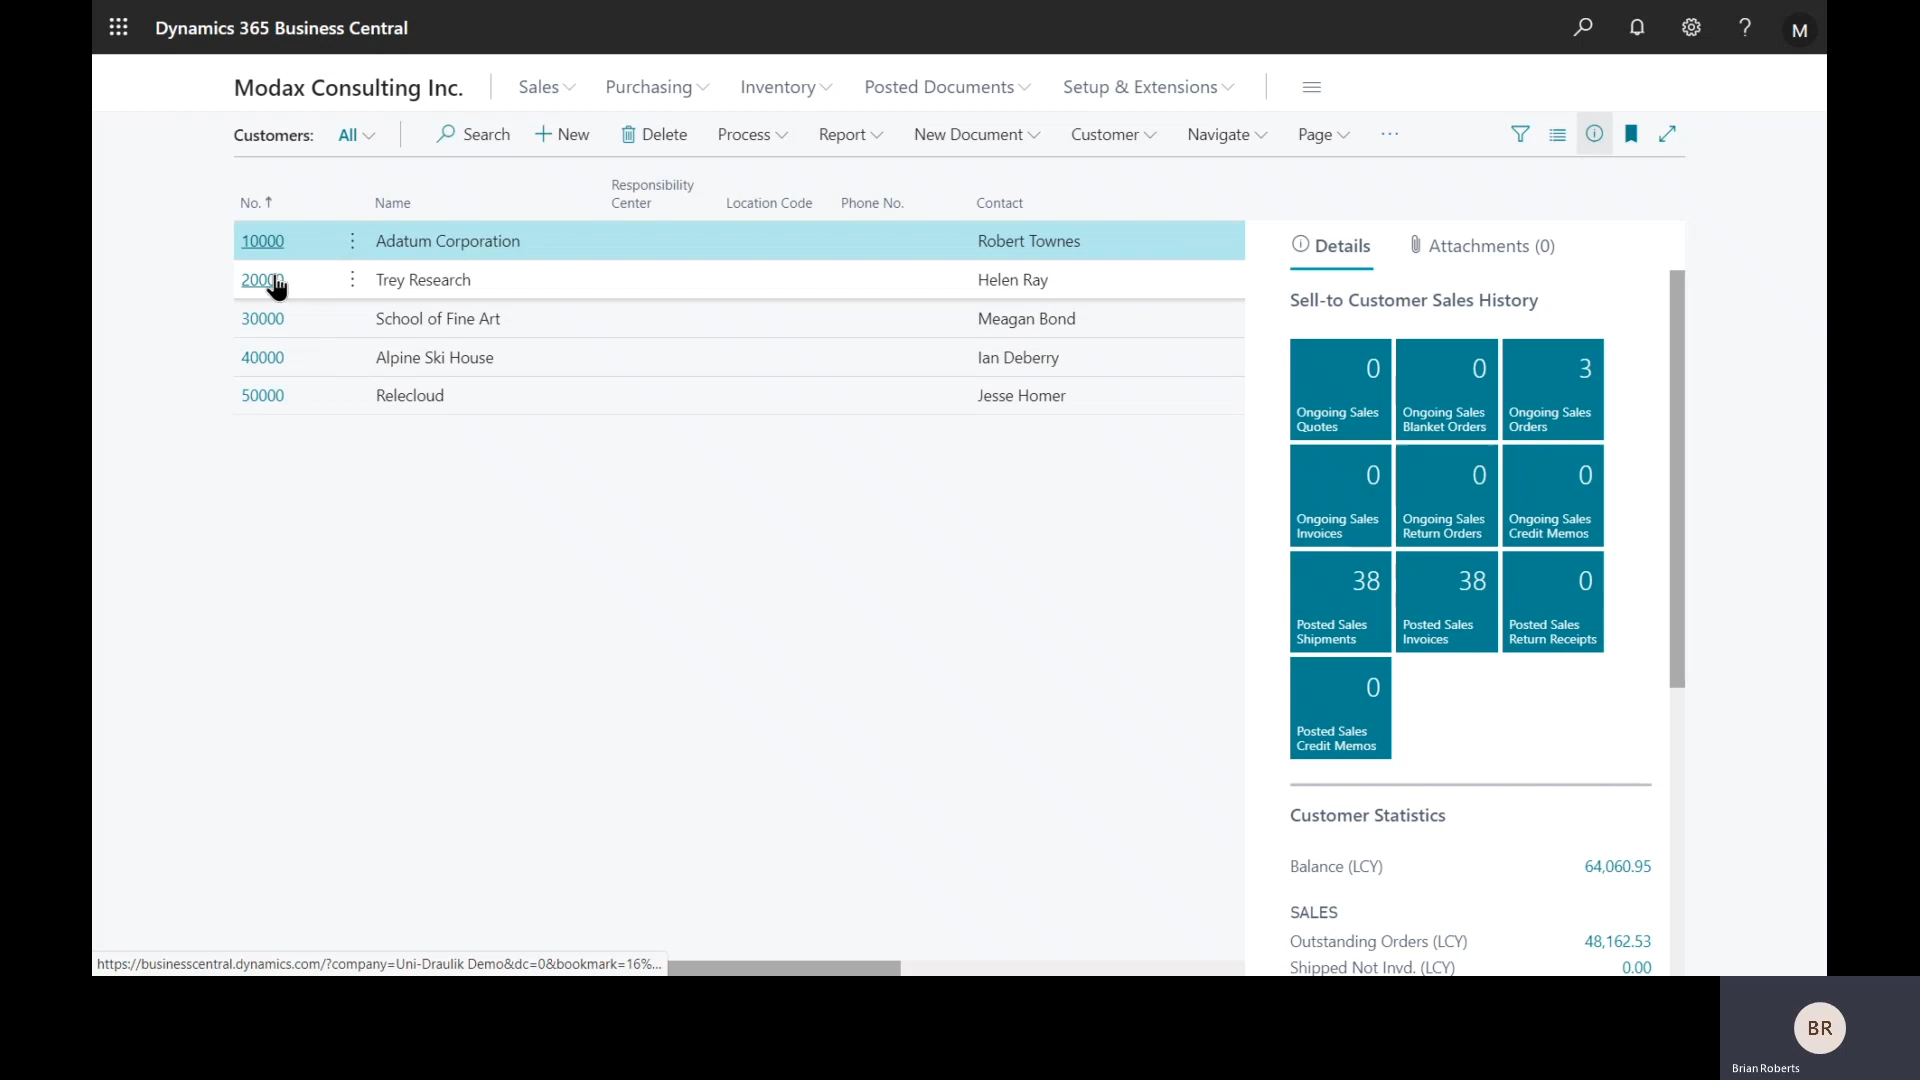 Dynamics 365 Business Central
M
Modax Consulting Inc.
Sales
Purchasing
Inventory
Posted Documents
Setup & Extensions
Customers:
All
Search
New
Delete
Process
Report
New Document
Customer
Navigate
Page
No. ↑
Name
Responsibility
Center
Location Code
Phone No.
Contact
10000
Adatum Corporation
Robert Townes
20000
Trey Research
Helen Ray
30000
School of Fine Art
Meagan Bond
40000
Alpine Ski House
Ian Deberry
50000
Relecloud
Jesse Homer
Details
Attachments (0)
Sell-to Customer Sales History
0
Ongoing Sales
Quotes
0
Ongoing Sales
Blanket Orders
3
Ongoing Sales
Orders
0
Ongoing Sales
Invoices
0
Ongoing Sales
Return Orders
0
Ongoing Sales
Credit Memos
38
Posted Sales
Shipments
38
Posted Sales
Invoices
0
Posted Sales
Return Receipts
0
Posted Sales
Credit Memos
Customer Statistics
Balance (LCY)
64,060.95
SALES
Outstanding Orders (LCY)
48,162.53
Shipped Not Invd. (LCY)
0.00
https://businesscentral.dynamics.com/?company=Uni-Draulik Demo&dc=0&bookmark=16%...
BR
Brian Roberts